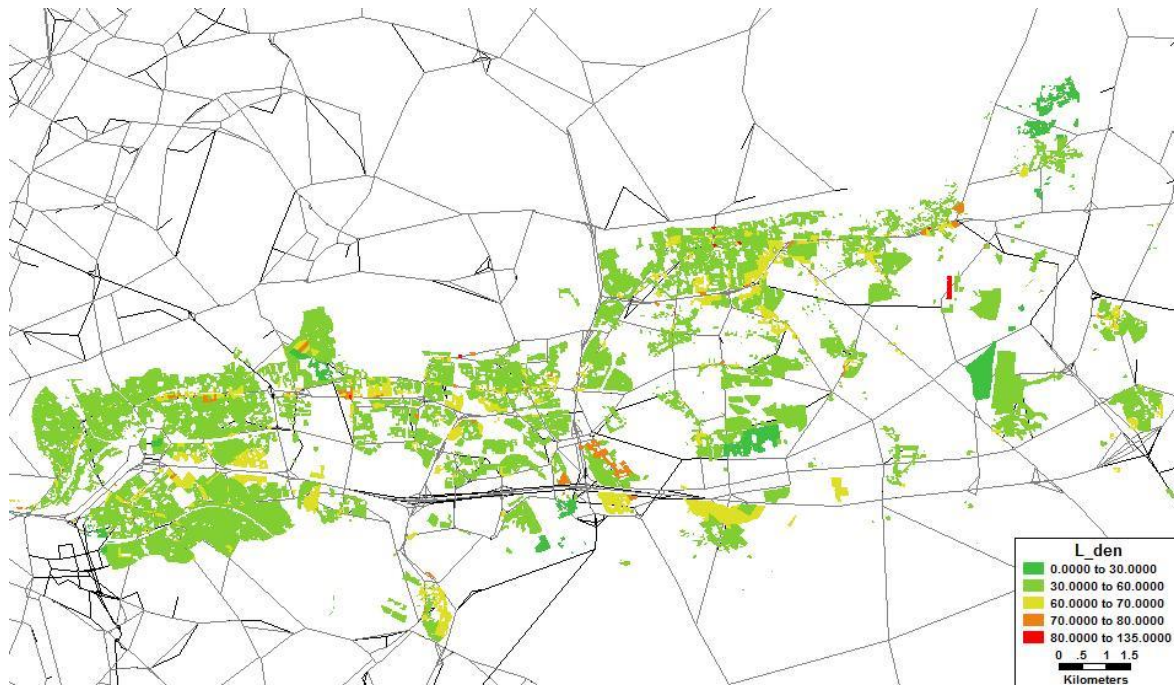 L_den
0.0000 to 30.0000
30.0000 to 60.0000
60.0000 to 70.0000
70.0000 to 80.0000
80.0000 to 135.0000
0 .5 1 1.5
Kilometers